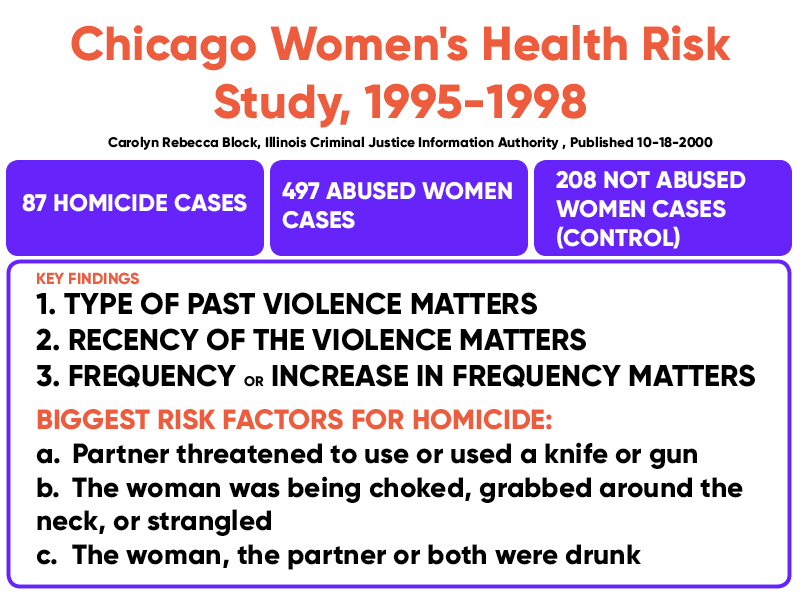 Chicago Women's Health Risk
Study, 1995-1998
Carolyn Rebecca Block, Illinois Criminal Justice Information Authority , Published 10-18-2000
87 HOMICIDE CASES
497 ABUSED WOMEN
CASES
208 NOT ABUSED
WOMEN CASES
(CONTROL)
KEY FINDINGS
1. TYPE OF PAST VIOLENCE MATTERS
2. RECENCY OF THE VIOLENCE MATTERS
3. FREQUENCY OR INCREASE IN FREQUENCY MATTERS
BIGGEST RISK FACTORS FOR HOMICIDE:
a. Partner threatened to use or used a knife or gun
b. The woman was being choked, grabbed around the
neck, or strangled
c. The woman, the partner or both were drunk